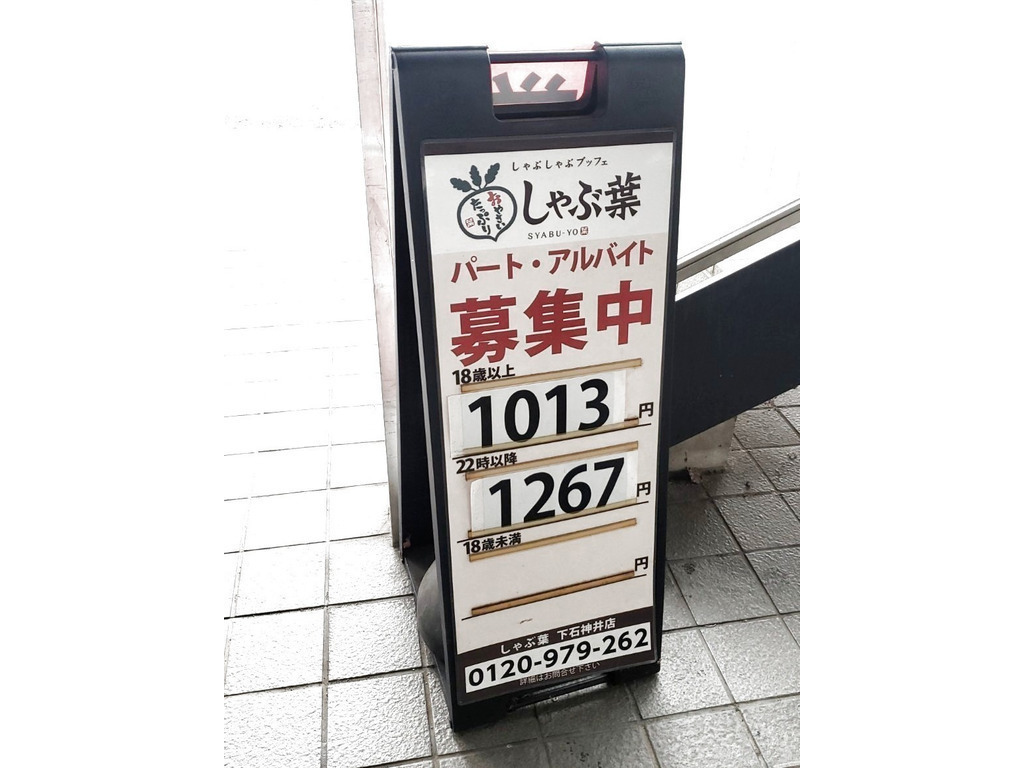 しゃぶしゃぶブッフェ
おやさい
たっぷり
しゃぶ葉
SYABU-YO 葉
パート・アルバイト
募集中
18歳以上
1013 円
22時以降
1267 円
18歳未満
円
しゃぶ葉 下石神井店
0120-979-262
詳細はお問合せ下さい